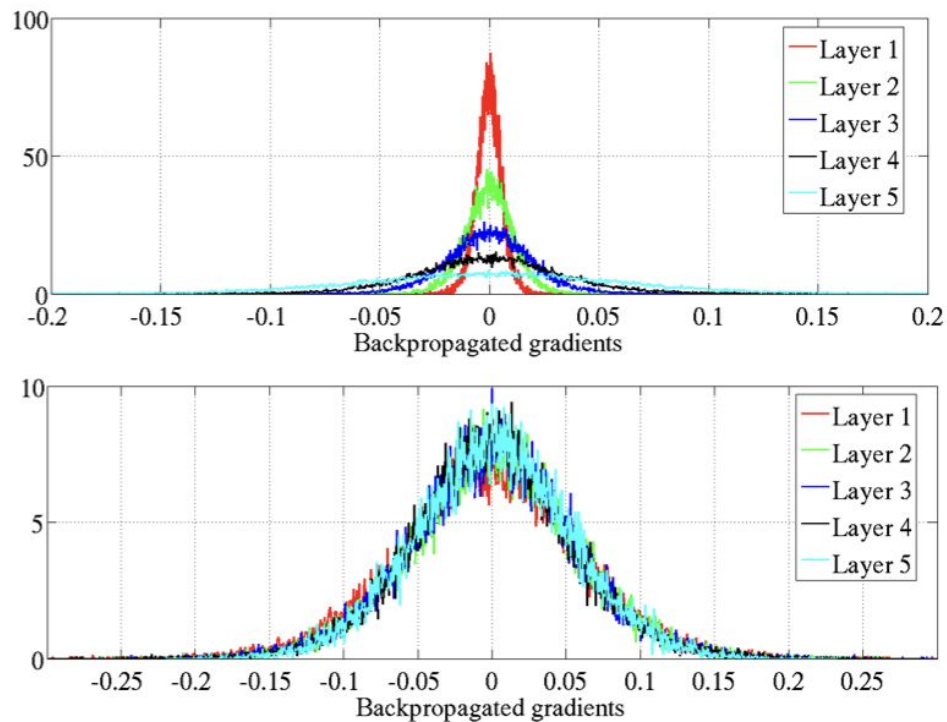 100
50
0
Layer 1
Layer 2
Layer 3
Layer 4
Layer 5
-0.2 -0.15 -0.1 -0.05 0 0.05 0.1 0.15 0.2
Backpropagated gradients
10
5
0
Layer 1
Layer 2
Layer 3
Layer 4
Layer 5
-0.25 -0.15 -0.1 -0.05 0 0.05 0.1 0.15 0.2 0.25
Backpropagated gradients